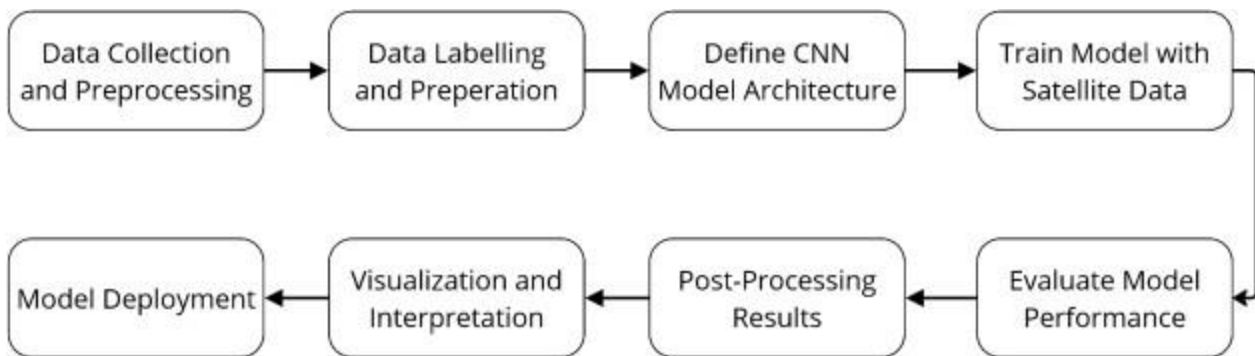 Data Collection
and Preprocessing
Data Labelling
and Preperation
Define CNN
Model Architecture
Train Model with
Satellite Data
Evaluate Model
Performance
Post-Processing
Results
Visualization and
Interpretation
Model Deployment